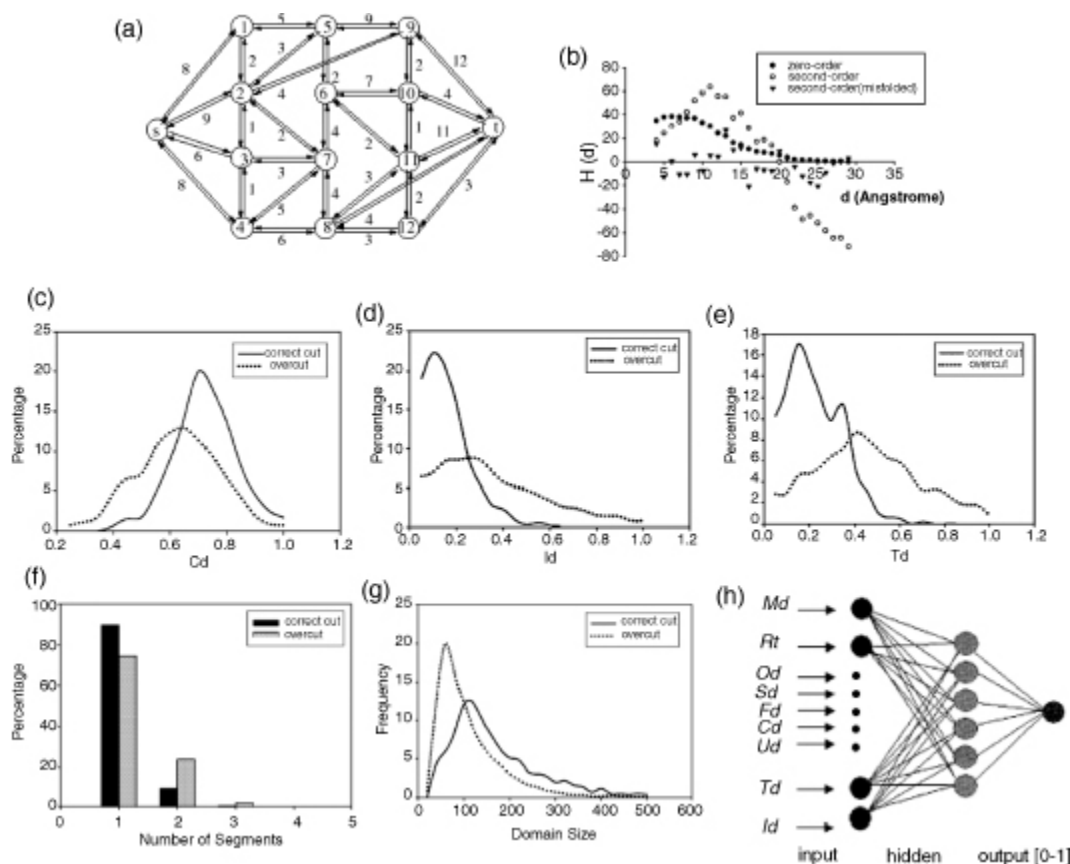 (a)
1 5 5 9 9
8 2 3 2 2 12
2 4 6 7 10 4
s 9 1 2 4 1 11 t
6 3 3 7 2 11
8 1 5 4 3 2 3
4 6 8 4 3 12
(b)
zero-order
second-order
second-order(misfolded)
H (d)
80
60
40
20
0
-20
-40
-60
-80
0 5 10 15 20 25 30 35
d (Angstrome)
(c)
Percentage
25
20
15
10
5
0
correct cut
overcut
0.2 0.4 0.6 0.8 1.0 1.2
Cd
(d)
Percentage
25
20
15
10
5
0
correct cut
overcut
0.0 0.2 0.4 0.6 0.8 1.0 1.2
Id
(e)
Percentage
18
16
14
12
10
8
6
4
2
0
correct cut
overcut
0.0 0.2 0.4 0.6 0.8 1.0 1.2
Td
(f)
Percentage
100
80
60
40
20
0
correct cut
overcut
1 2 3 4 5
Number of Segments
(g)
Frequency
25
20
15
10
5
0
correct cut
overcut
0 100 200 300 400 500 600
Domain Size
(h)
Md
Rt
Od
Sd
Fd
Cd
Ud
Td
Id
input hidden output [0-1]